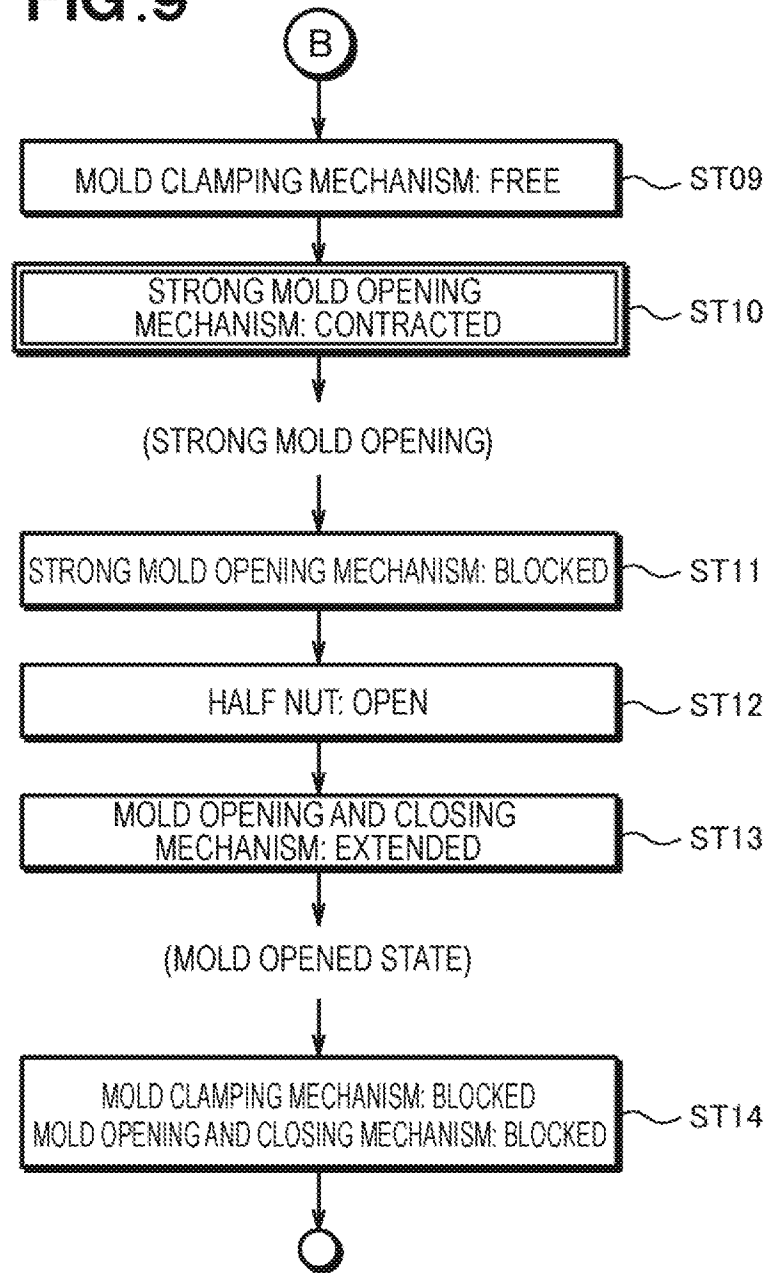 FIG.9
B
MOLD CLAMPING MECHANISM: FREE
ST09
STRONG MOLD OPENING
MECHANISM: CONTRACTED
ST10
(STRONG MOLD OPENING)
STRONG MOLD OPENING MECHANISM: BLOCKED
ST11
HALF NUT: OPEN
ST12
MOLD OPENING AND CLOSING
MECHANISM: EXTENDED
ST13
(MOLD OPENED STATE)
MOLD CLAMPING MECHANISM: BLOCKED
MOLD OPENING AND CLOSING MECHANISM: BLOCKED
ST14